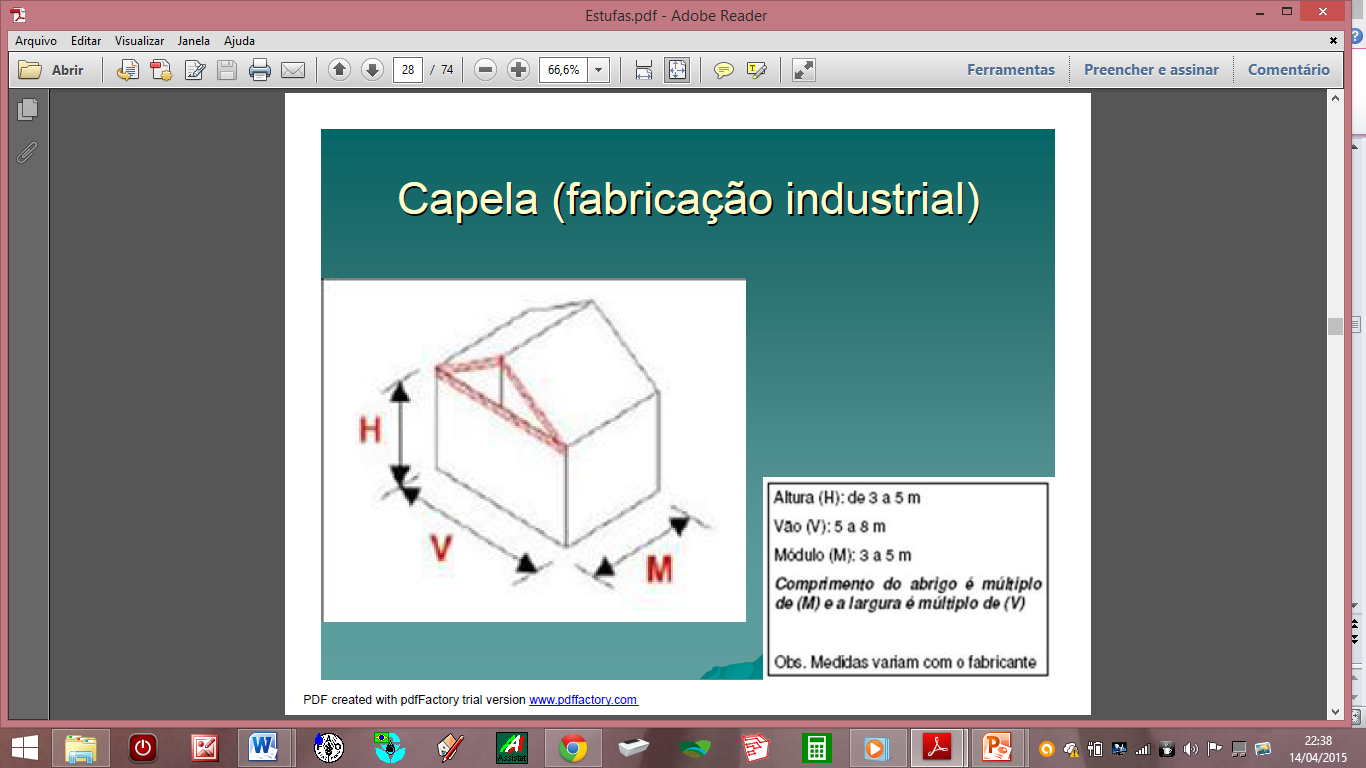 Estufas.pdf - Adobe Reader
Arquivo Editar Visualizar Janela Ajuda
Abrir
28 / 74
66,6%
Ferramentas
Preencher e assinar
Comentário
Capela (fabricação industrial)
H
V
M
Altura (H): de 3 a 5 m
Vão (V): 5 a 8 m
Módulo (M): 3 a 5 m
Comprimento do abrigo é múltiplo
de (M) e a largura é múltiplo de (V)
Obs. Medidas variam com o fabricante
PDF created with pdfFactory trial version www.pdffactory.com
Assistat
22:38
14/04/2015